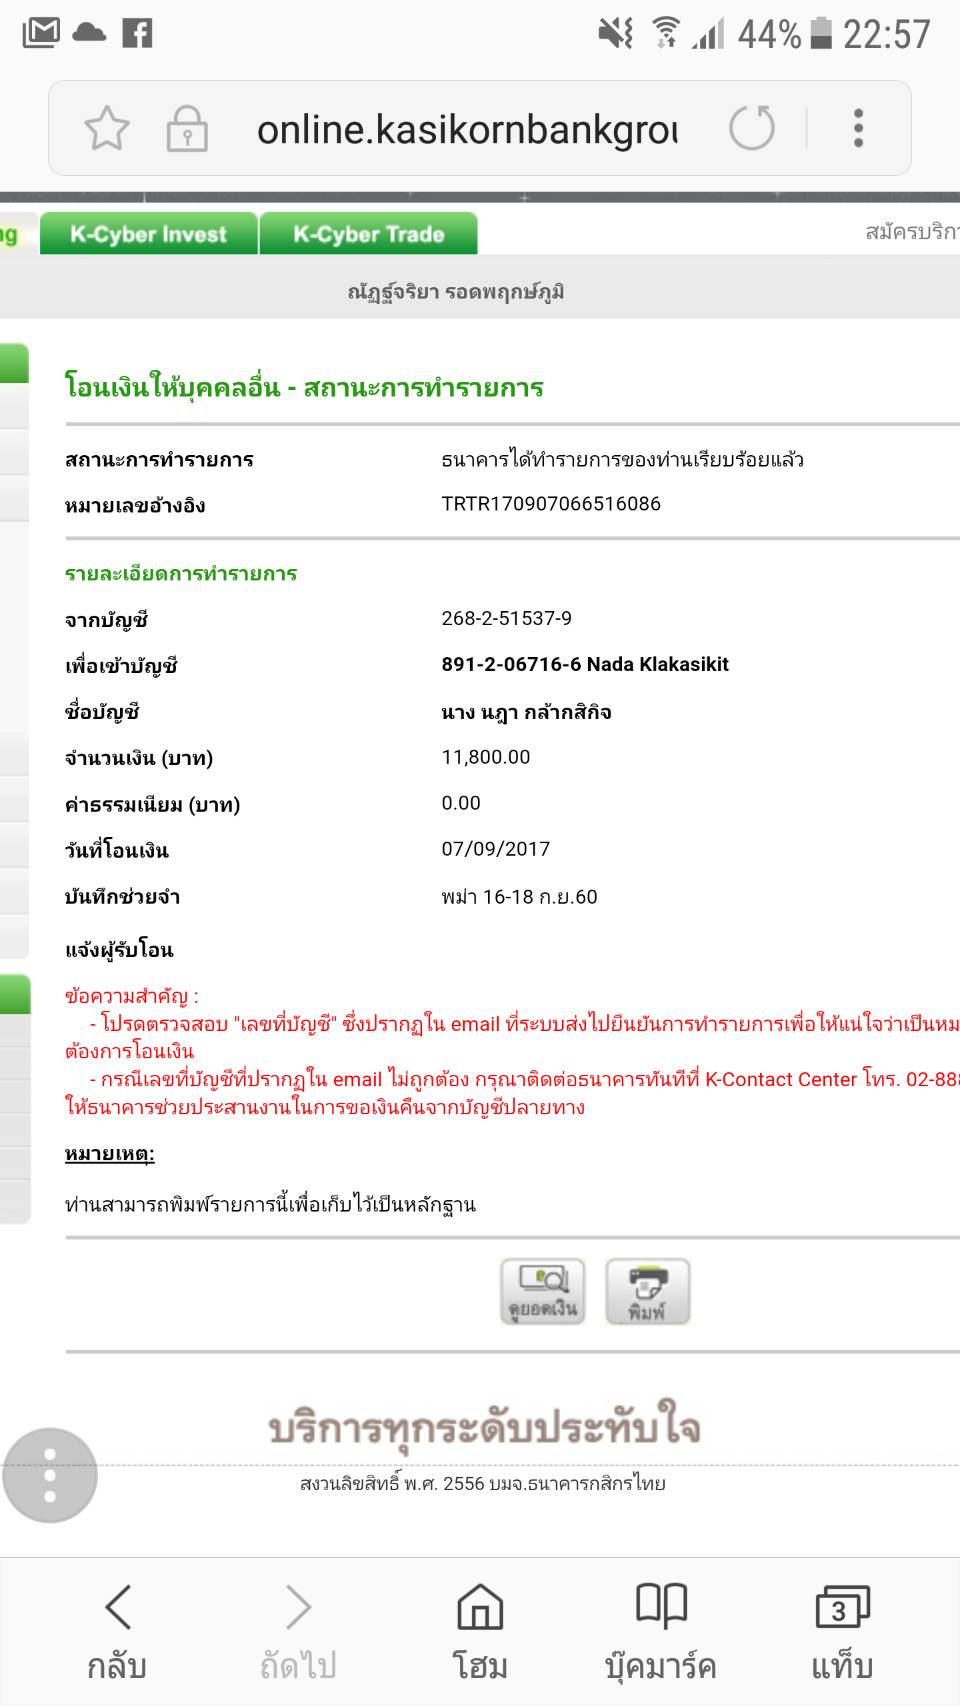 44% 22:57
online.kasikornbankgrou
ng K-Cyber Invest K-Cyber Trade สมัครบริกา
ณัฏฐ์จริยา รอดพฤกษ์ภูมิ
โอนเงินให้บุคคลอื่น - สถานะการทำรายการ
สถานะการทำรายการ ธนาคารได้ทำรายการของท่านเรียบร้อยแล้ว
หมายเลขอ้างอิง TRTR170907066516086
รายละเอียดการทำรายการ
จากบัญชี 268-2-51537-9
เพื่อเข้าบัญชี 891-2-06716-6 Nada Klakasikit
ชื่อบัญชี นาง นฎา กล้ากสิกิจ
จำนวนเงิน (บาท) 11,800.00
ค่าธรรมเนียม (บาท) 0.00
วันที่โอนเงิน 07/09/2017
บันทึกช่วยจำ พม่า 16-18 ก.ย.60
แจ้งผู้รับโอน
ข้อความสำคัญ :
- โปรดตรวจสอบ "เลขที่บัญชี" ซึ่งปรากฏใน email ที่ระบบส่งไปยืนยันการทำรายการเพื่อให้แน่ใจว่าเป็นหม
ต้องการโอนเงิน
- กรณีเลขที่บัญชีที่ปรากฏใน email ไม่ถูกต้อง กรุณาติดต่อธนาคารทันทีที่ K-Contact Center โทร. 02-888
ให้ธนาคารช่วยประสานงานในการขอเงินคืนจากบัญชีปลายทาง
หมายเหตุ:
ท่านสามารถพิมพ์รายการนี้เพื่อเก็บไว้เป็นหลักฐาน
ดูยอดเงิน พิมพ์
บริการทุกระดับประทับใจ
สงวนลิขสิทธิ์ พ.ศ. 2556 บมจ.ธนาคารกสิกรไทย
3
กลับ ถัดไป โฮม บุ๊คมาร์ค แท็บ